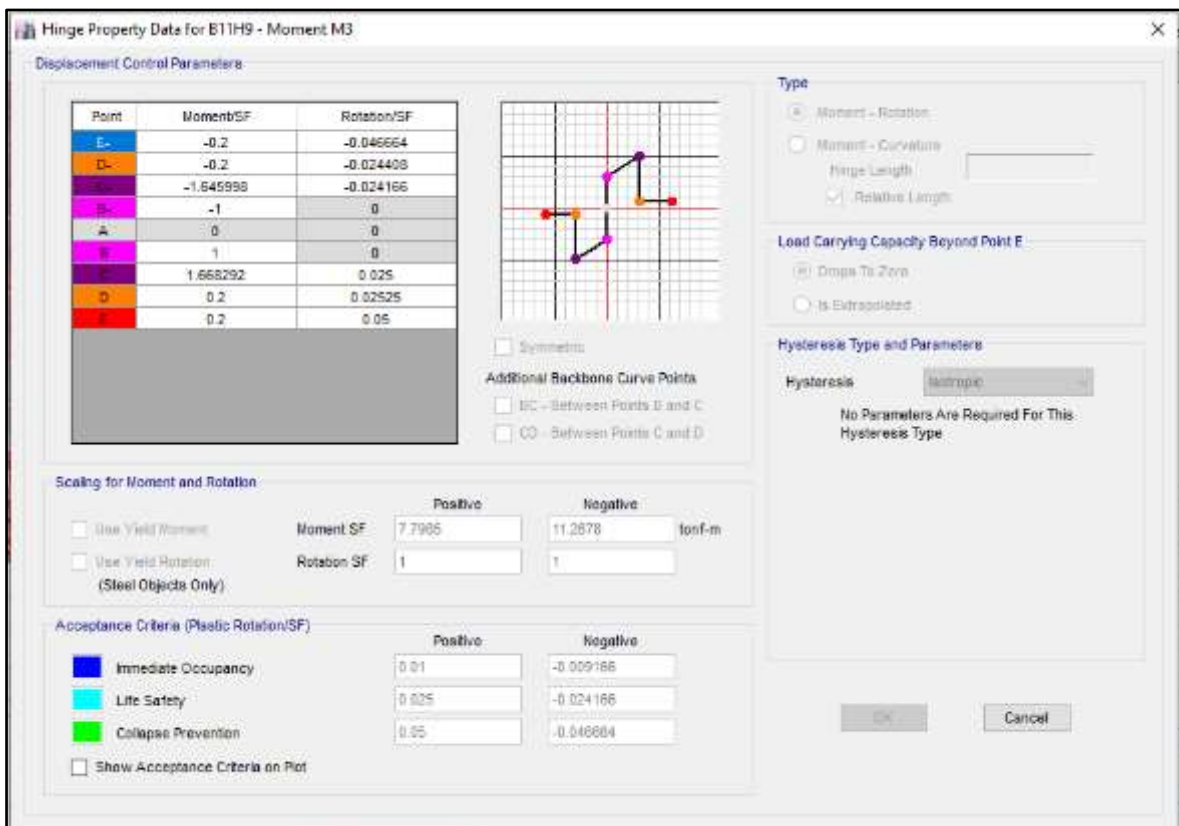 Hinge Property Data for B11H9 - Moment M3
Displacement Control Parameters
Point Moment/SF Rotation/SF
E- -0.2 -0.046664
D- -0.2 -0.024408
-1.645998 -0.024166
B- -1 0
A 0 0
B 1 0
C 1.668292 0.025
D 0.2 0.02525
E 0.2 0.05
Symmetric
Additional Backbone Curve Points
BC - Between Points B and C
CD - Between Points C and D
Type
Moment - Rotation
Moment - Curvature
Hinge Length
Relative Length
Load Carrying Capacity Beyond Point E
Drops To Zero
Is Extrapolated
Hysteresis Type and Parameters
Hysteresis Isotropic
No Parameters Are Required For This
Hysteresis Type
Scaling for Moment and Rotation
Positive Negative
Use Yield Moment Moment SF 7.7965 11.2678 tonf-m
Use Yield Rotation Rotation SF 1 1
(Steel Objects Only)
Acceptance Criteria (Plastic Rotation/SF)
Positive Negative
Immediate Occupancy 0.01 -0.009166
Life Safety 0.025 -0.024166
Collapse Prevention 0.05 -0.046664
Show Acceptance Criteria on Plot
OK Cancel